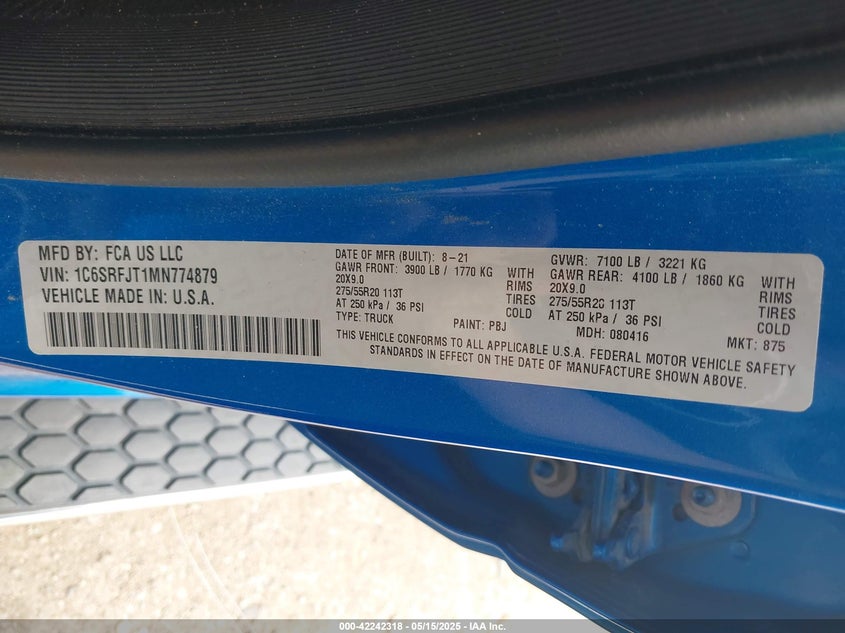 MFD BY: FCA US LLC
VIN: 1C6SRFJT1MN774879
VEHICLE MADE IN: U.S.A.
DATE OF MFR (BUILT): 8-21
GAWR FRONT: 3900 LB / 1770 KG WITH
20X9.0 RIMS
275/55R20 113T TIRES
AT 250 kPa / 36 PSI COLD
TYPE: TRUCK PAINT: PBJ
GVWR: 7100 LB / 3221 KG
GAWR REAR: 4100 LB / 1860 KG WITH
20X9.0 RIMS
275/55R20 113T TIRES
AT 250 kPa / 36 PSI COLD
MDH: 080416 MKT: 875
THIS VEHICLE CONFORMS TO ALL APPLICABLE U.S.A. FEDERAL MOTOR VEHICLE SAFETY
STANDARDS IN EFFECT ON THE DATE OF MANUFACTURE SHOWN ABOVE.
000-42242318 - 05/15/2025 - IAA Inc.